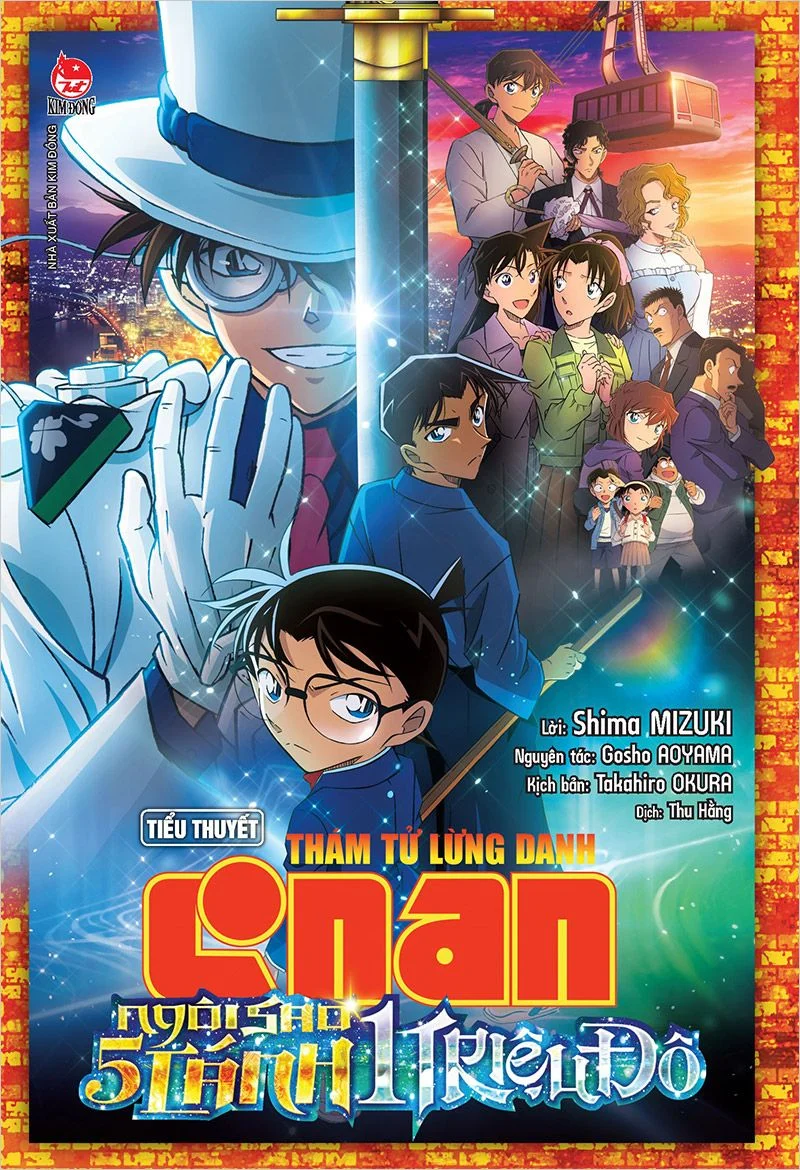 KIM ĐỒNG
NHÀ XUẤT BẢN KIM ĐỒNG
Lời: Shima MIZUKI
Nguyên tác: Gosho AOYAMA
Kịch bản: Takahiro OKURA
Dịch: Thu Hằng
TIỂU THUYẾT
THÁM TỬ LỪNG DANH
CONAN
NGÔI SAO
5 CÁNH 1 TRIỆU ĐÔ